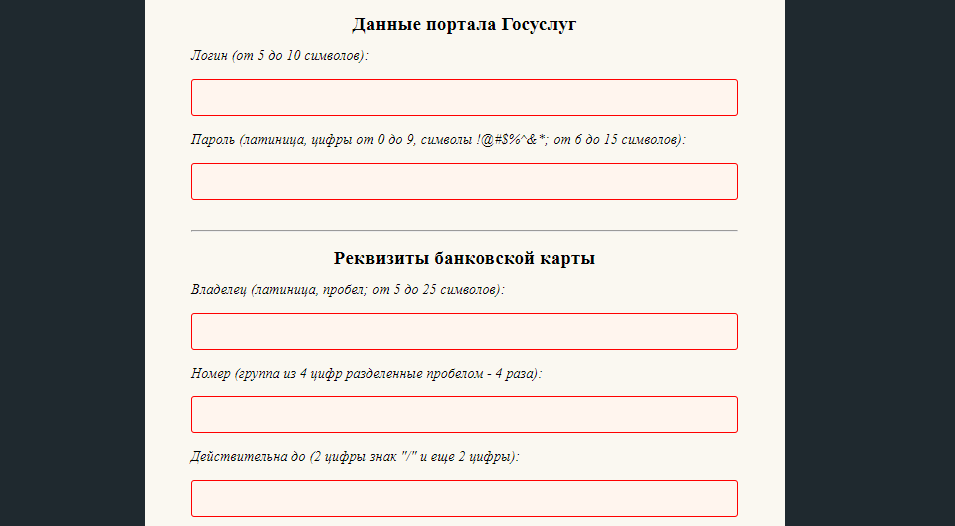 Данные портала Госуслуг
Логин (от 5 до 10 символов):
Пароль (латиница, цифры от 0 до 9, символы !@#$%^&*; от 6 до 15 символов):
Реквизиты банковской карты
Владелец (латиница, пробел; от 5 до 25 символов):
Номер (группа из 4 цифр разделенные пробелом - 4 раза):
Действительна до (2 цифры знак "/" и еще 2 цифры):